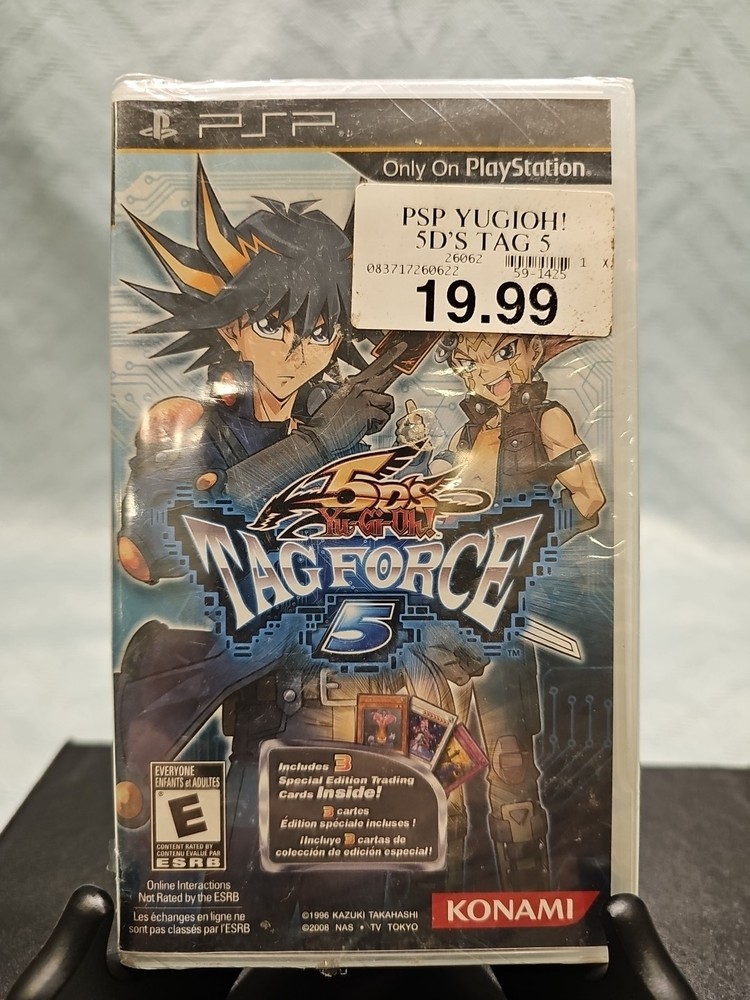 PSP
Only On PlayStation
PSP YUGIOH!
5D'S TAG 5
26062
1 X
083717260622
59-1425
19.99
5D's
Yu-Gi-Oh!
TAG FORCE
5
TM
Includes 3
Special Edition Trading
Cards Inside!
3 cartes
Édition spéciale incluses !
¡Incluye 3 cartas de
colección de edición especial!
EVERYONE
ENFANTS et ADULTES
E
CONTENT RATED BY
CONTENU ÉVALUÉ PAR
ESRB
Online Interactions
Not Rated by the ESRB
Les échanges en ligne ne
sont pas classés par l'ESRB
©1996 KAZUKI TAKAHASHI
©2008 NAS • TV TOKYO
KONAMI